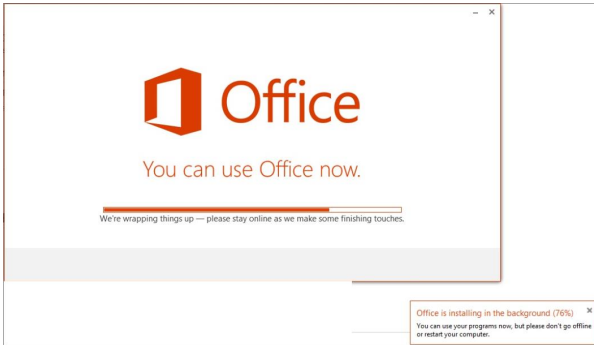 Office
You can use Office now.
We're wrapping things up — please stay online as we make some finishing touches.
Office is installing in the background (76%)
You can use your programs now, but please don't go offline
or restart your computer.